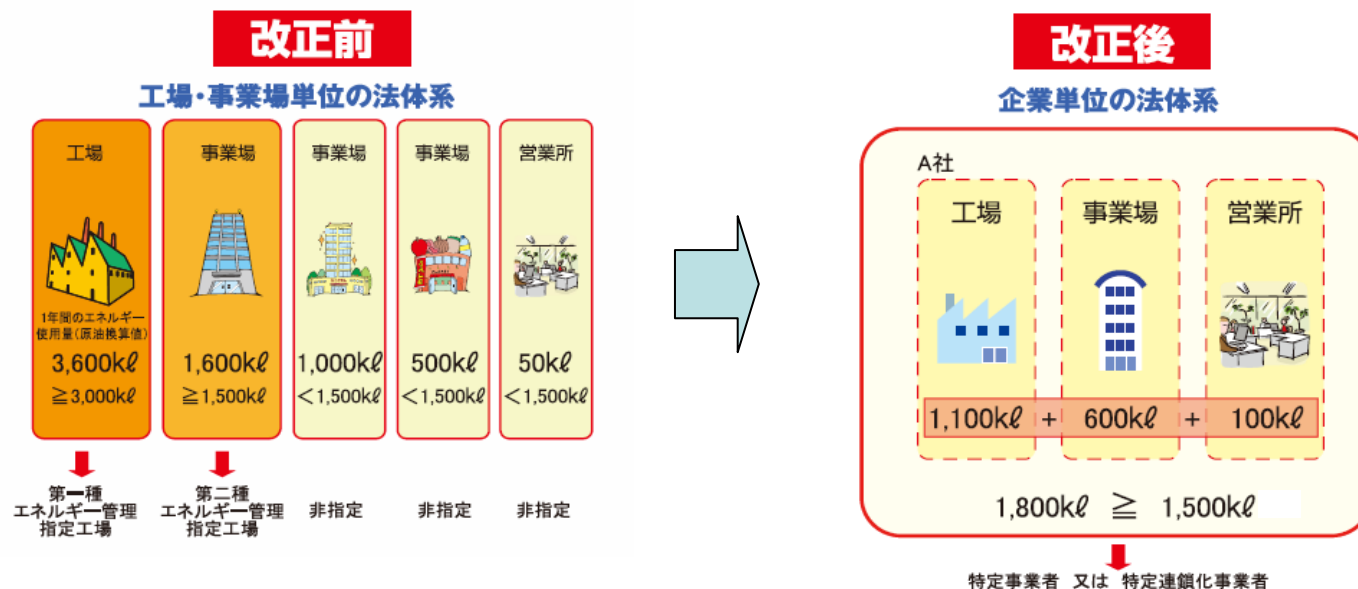 改正前
工場・事業場単位の法体系
工場
1年間のエネルギー
使用量(原油換算値)
3,600kℓ
≧3,000kℓ
第一種
エネルギー管理
指定工場
事業場
1,600kℓ
≧1,500kℓ
第二種
エネルギー管理
指定工場
事業場
1,000kℓ
<1,500kℓ
非指定
事業場
500kℓ
<1,500kℓ
非指定
営業所
50kℓ
<1,500kℓ
非指定
改正後
企業単位の法体系
A社
工場 事業場 営業所
1,100kℓ + 600kℓ + 100kℓ
1,800kℓ ≧ 1,500kℓ
特定事業者 又は 特定連鎖化事業者